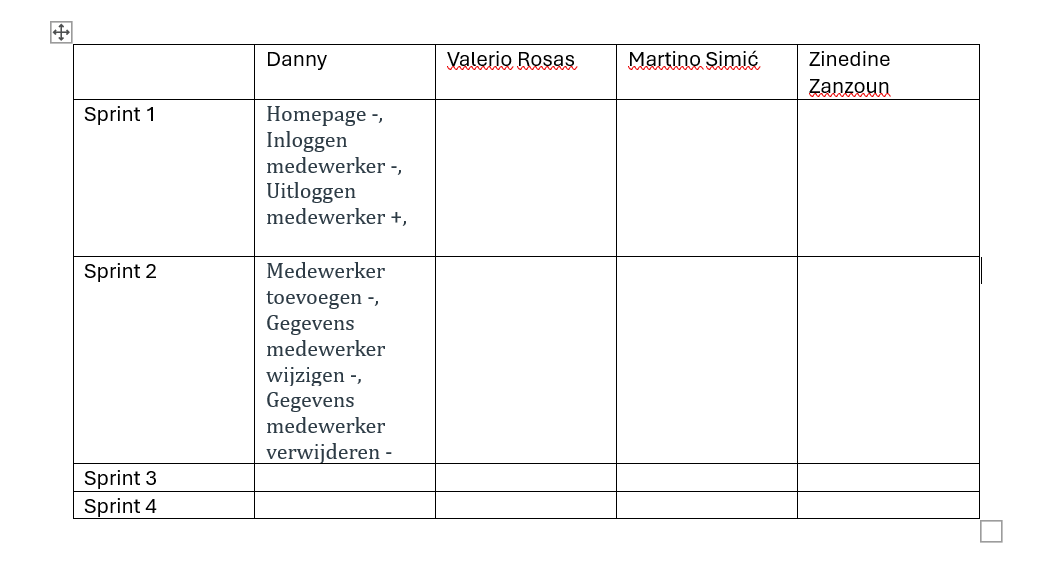 Danny
Valerio Rosas
Martino Simić
Zinedine
Zanzoun
Sprint 1
Homepage -,
Inloggen
medewerker -,
Uitloggen
medewerker +,
Sprint 2
Medewerker
toevoegen -,
Gegevens
medewerker
wijzigen -,
Gegevens
medewerker
verwijderen -
Sprint 3
Sprint 4